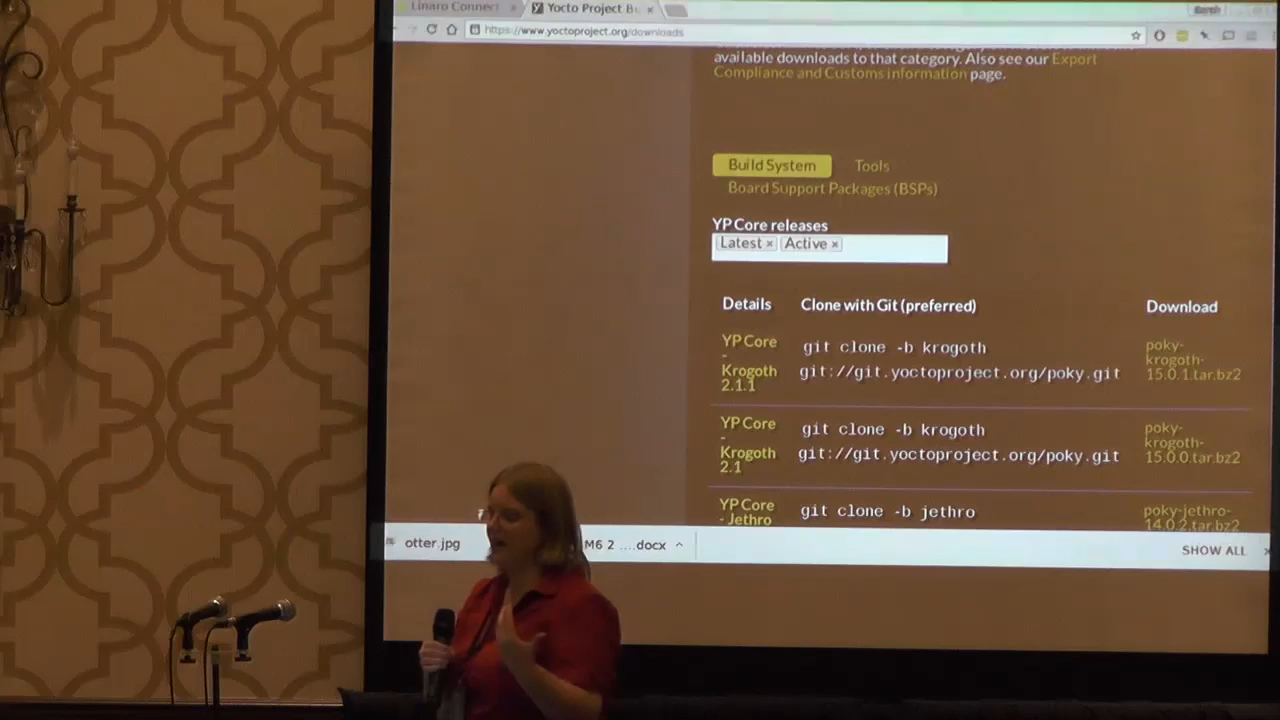 Linaro Connect ×
Yocto Project Bu ×
https://www.yoctoproject.org/downloads
available downloads to that category. Also see our Export
Compliance and Customs information page.
Build System Tools
Board Support Packages (BSPs)
YP Core releases
Latest × Active ×
Details Clone with Git (preferred) Download
YP Core
-
Krogoth
2.1.1
git clone -b krogoth
git://git.yoctoproject.org/poky.git
poky-
krogoth-
15.0.1.tar.bz2
YP Core
-
Krogoth
2.1
git clone -b krogoth
git://git.yoctoproject.org/poky.git
poky-
krogoth-
15.0.0.tar.bz2
YP Core
- Jethro
git clone -b jethro
poky-jethro-
14.0.2.tar.bz2
otter.jpg
M6 2 ....docx
SHOW ALL ×